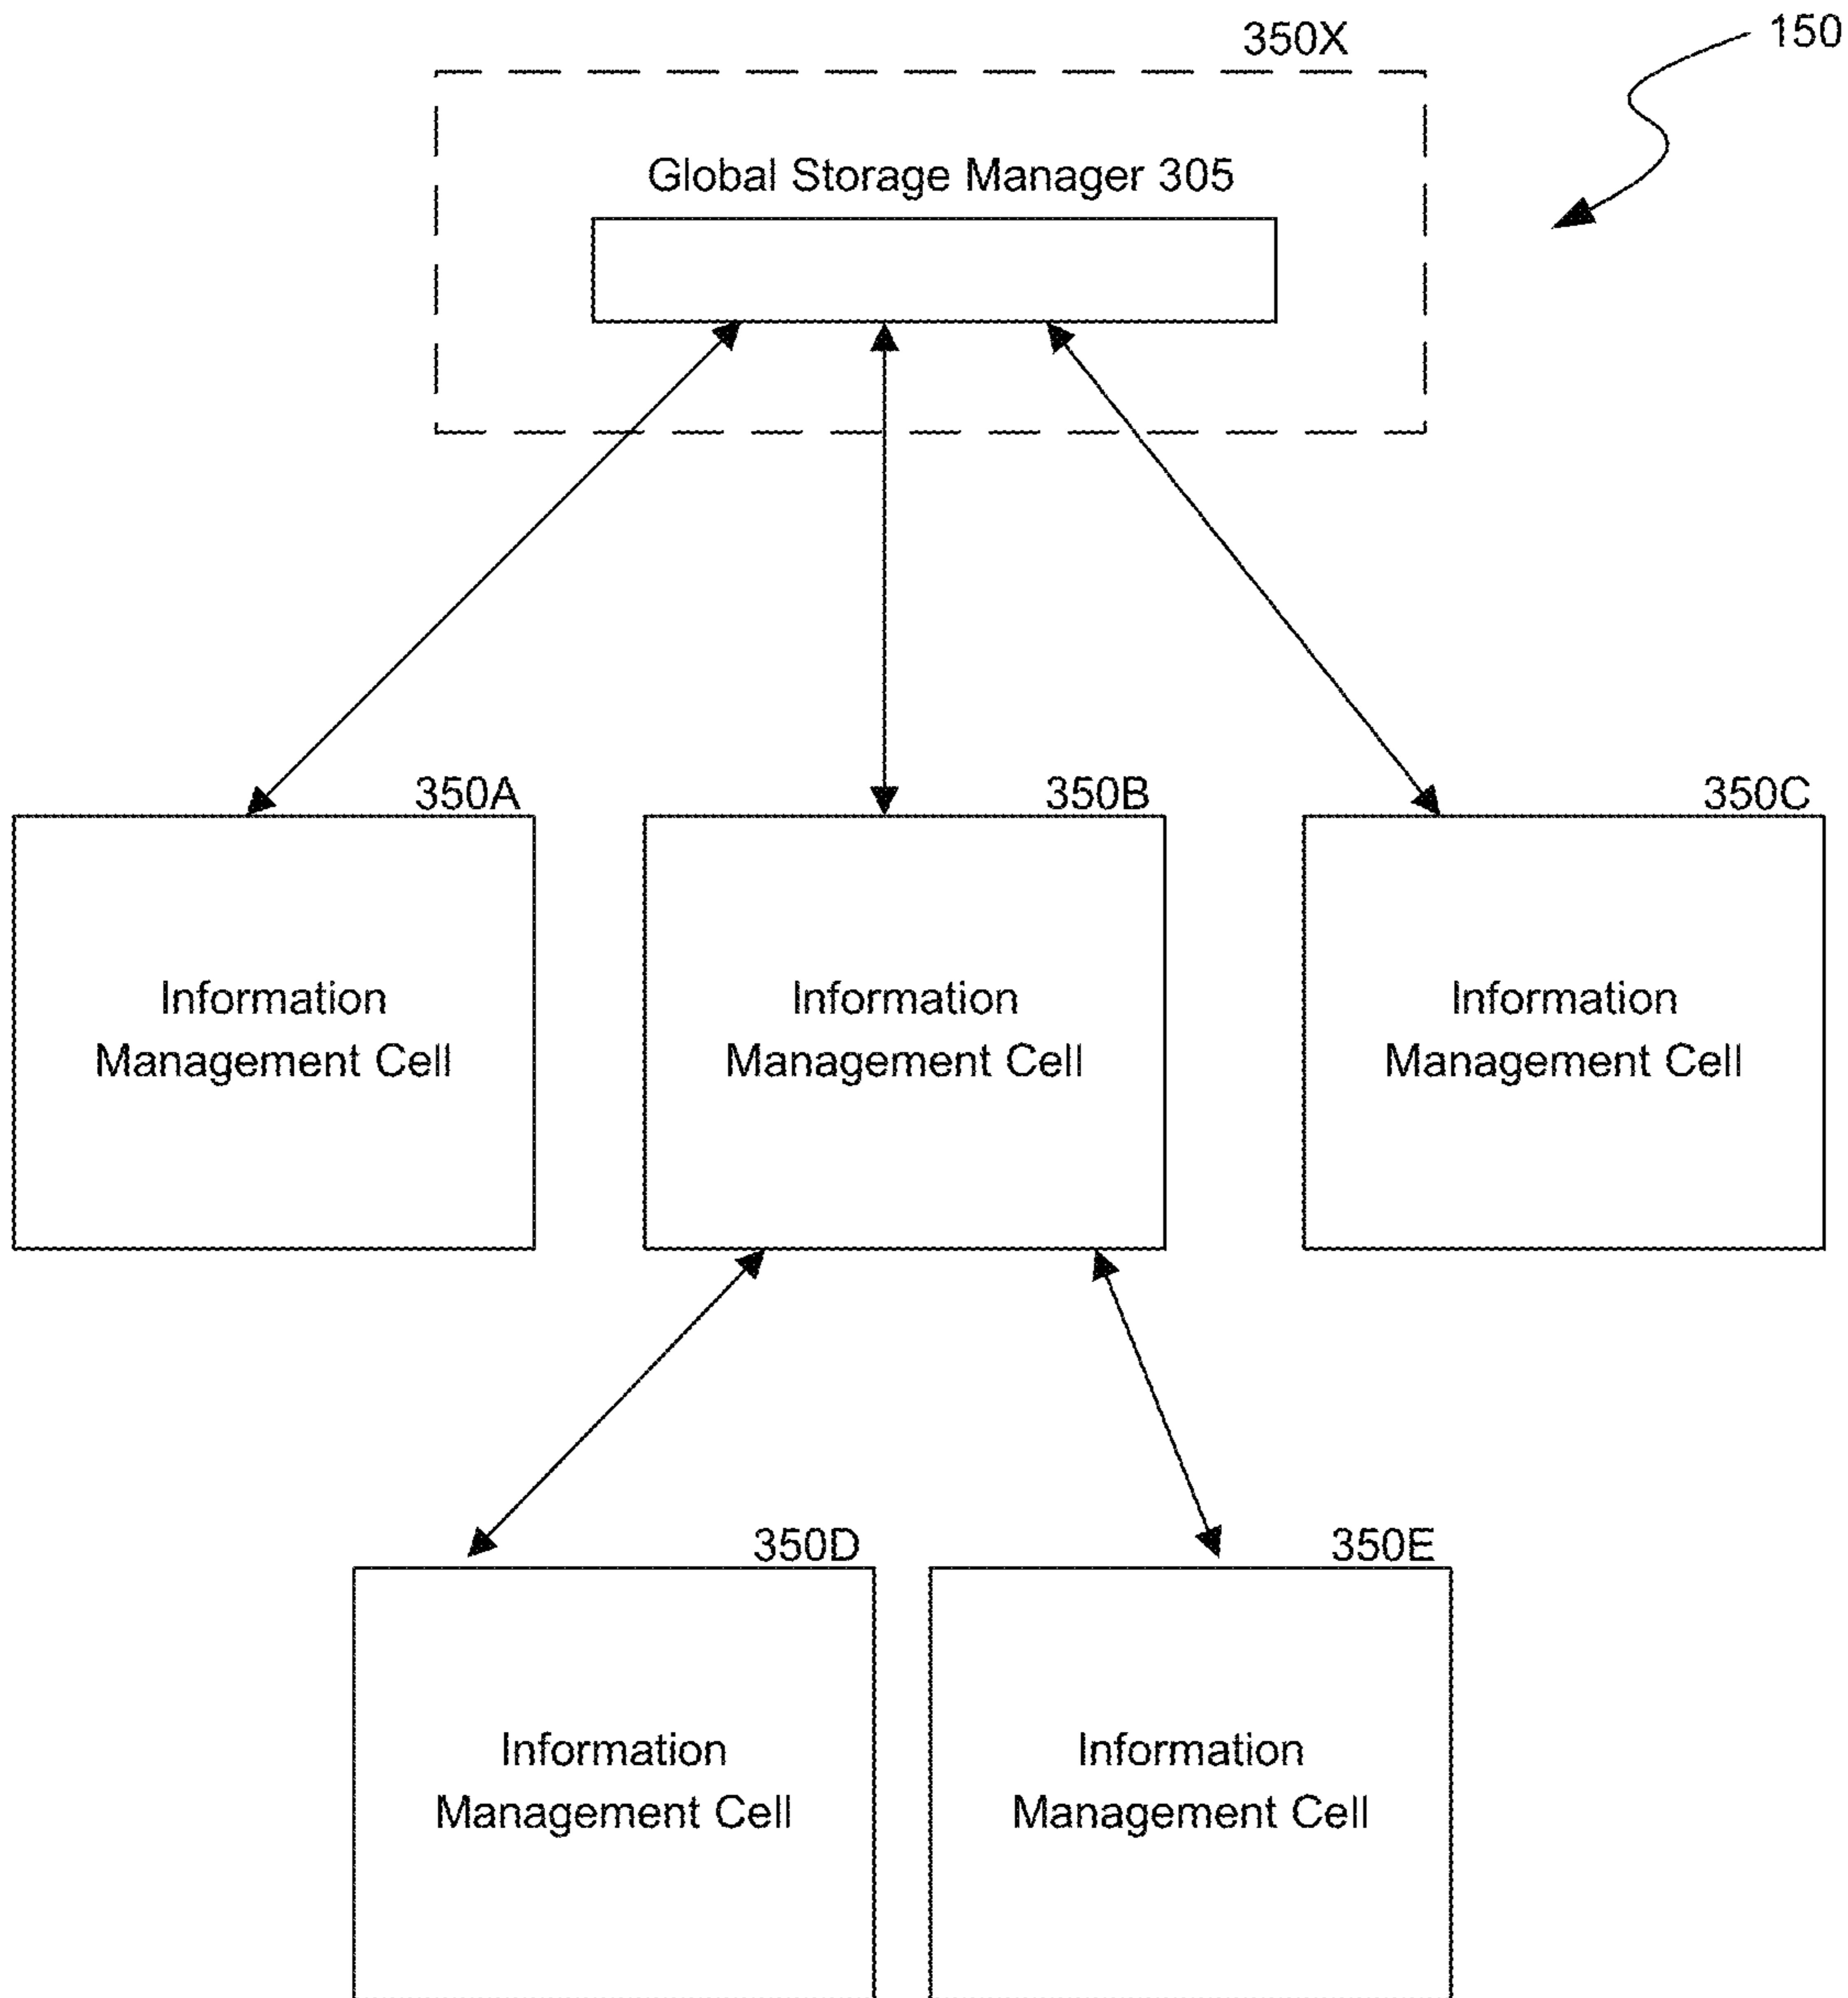 350X
150
Global Storage Manager 305
350A
350B
350C
Information
Management Cell
Information
Management Cell
Information
Management Cell
350D
350E
Information
Management Cell
Information
Management Cell